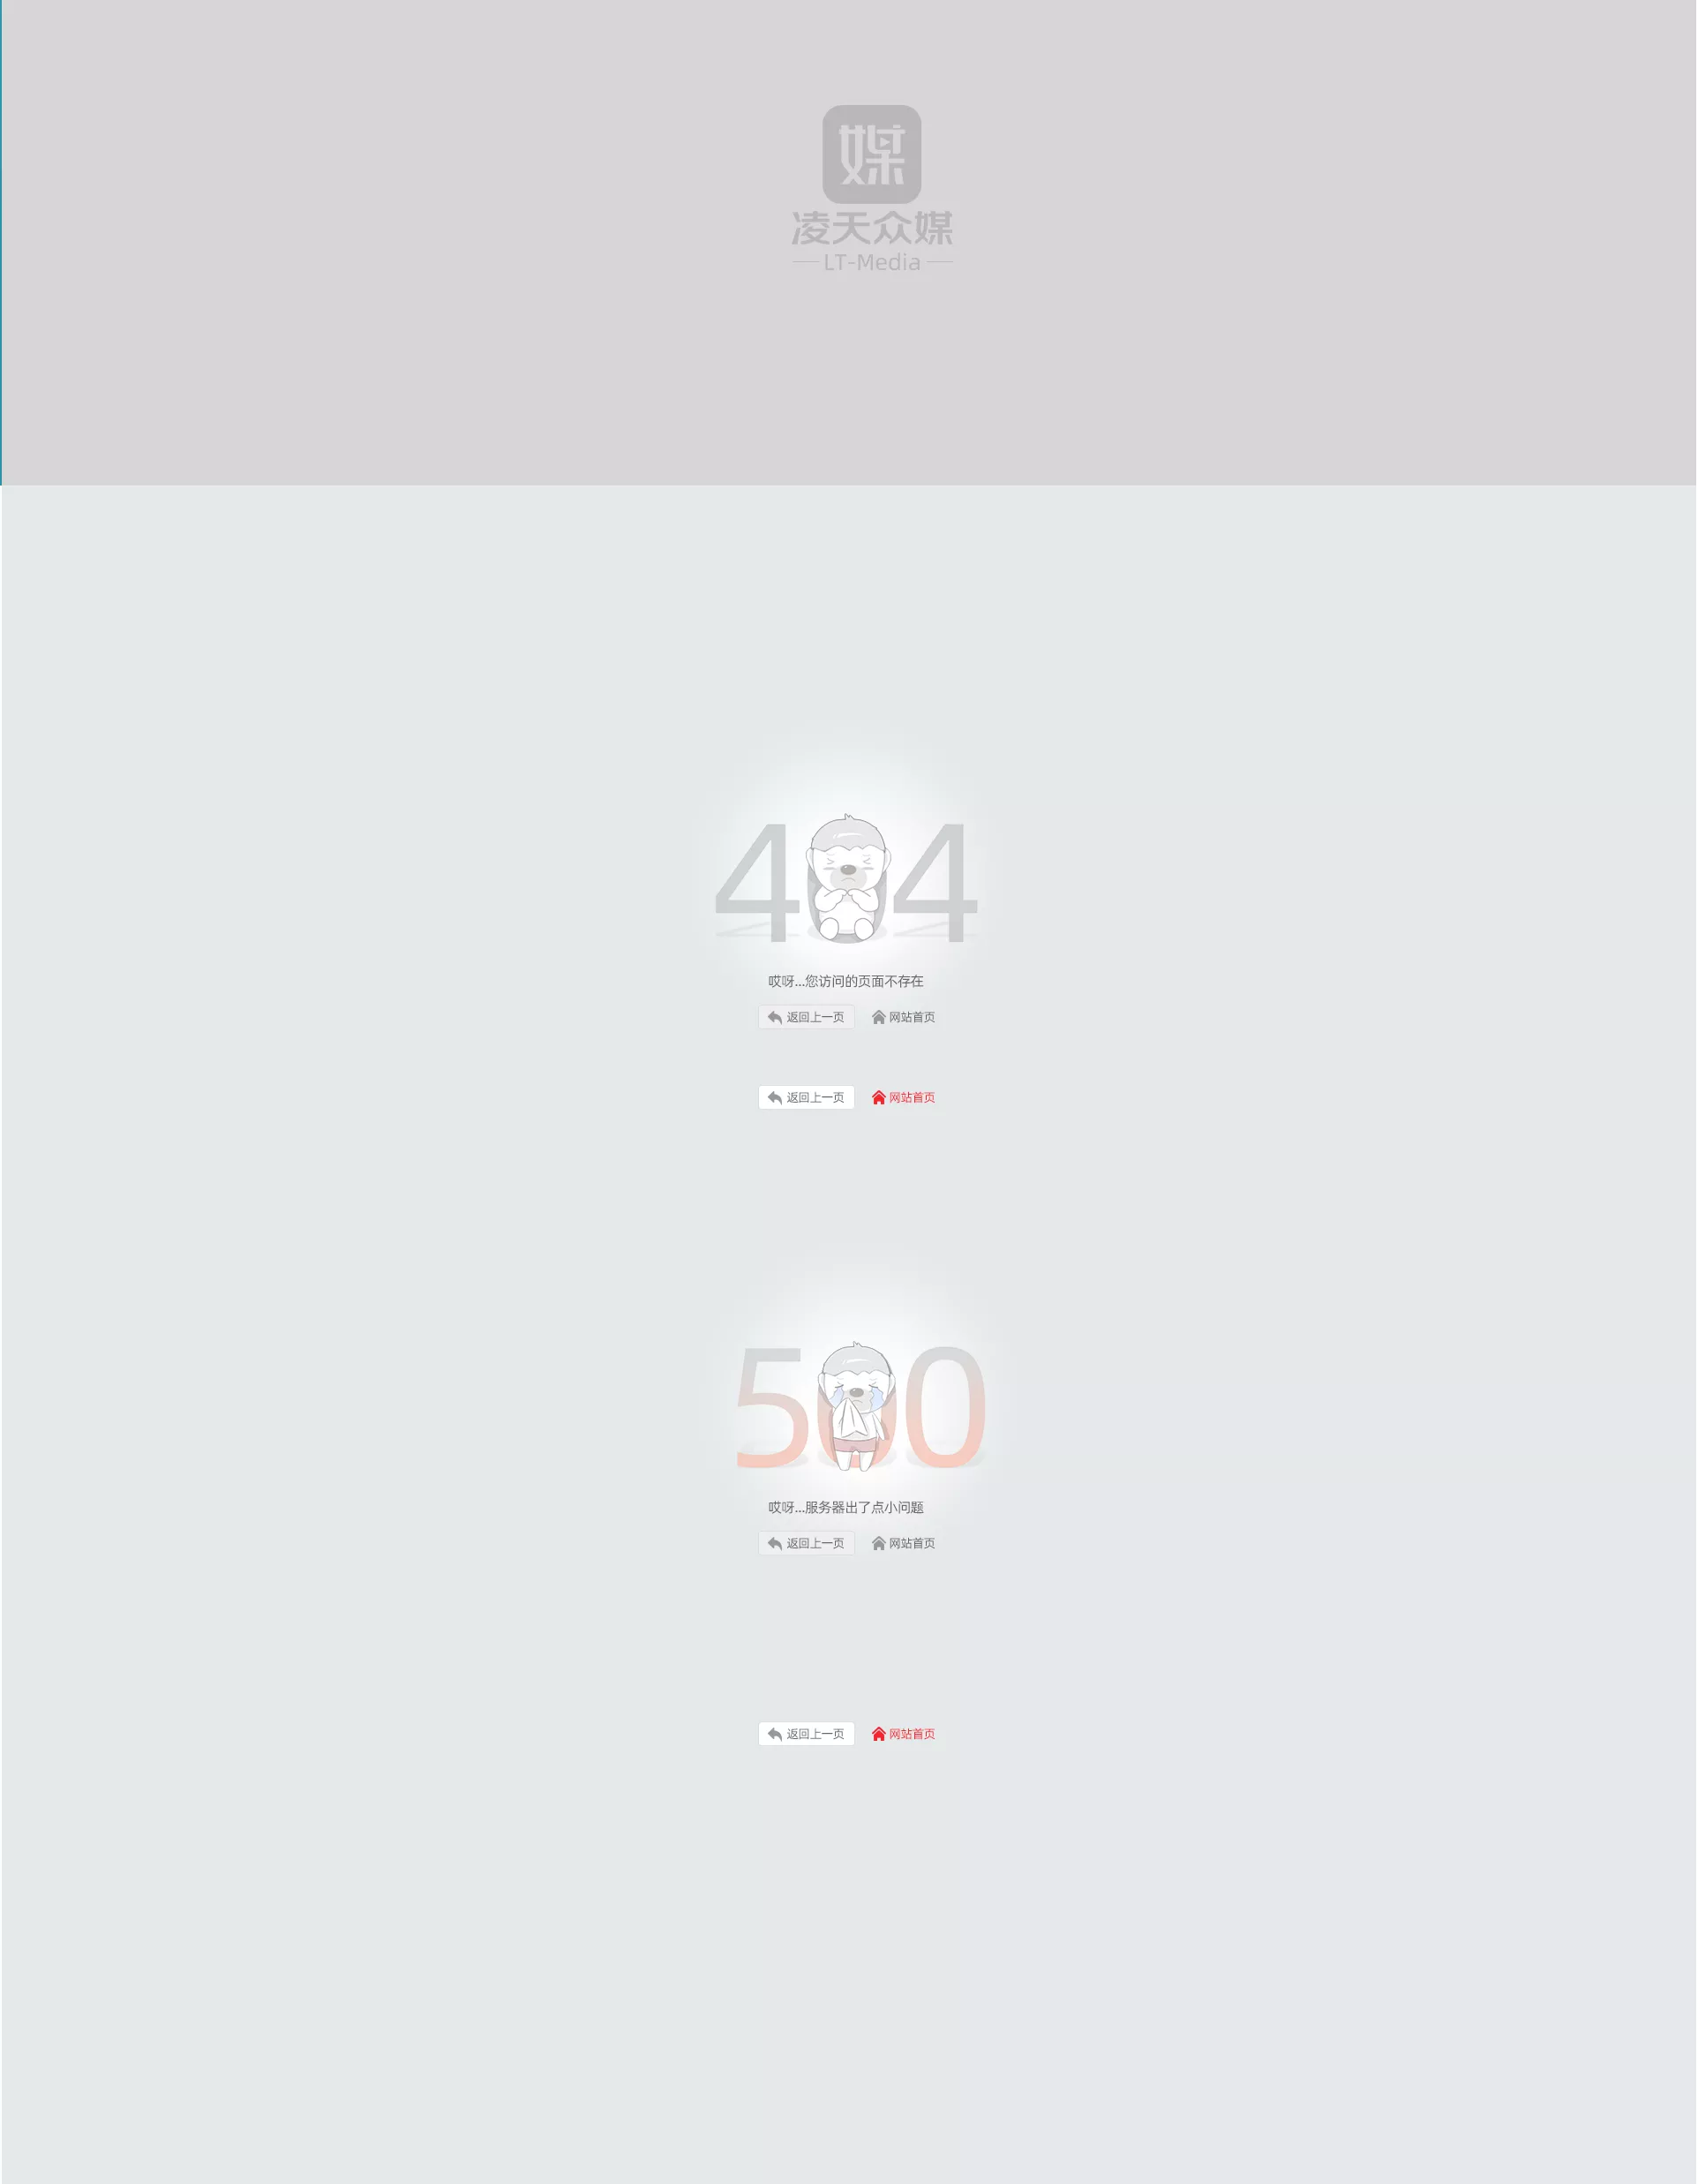 媒
凌天众媒
LT-Media
404
哎呀...您访问的页面不存在
返回上一页 网站首页
返回上一页 网站首页
500
哎呀...服务器出了点小问题
返回上一页 网站首页
返回上一页 网站首页